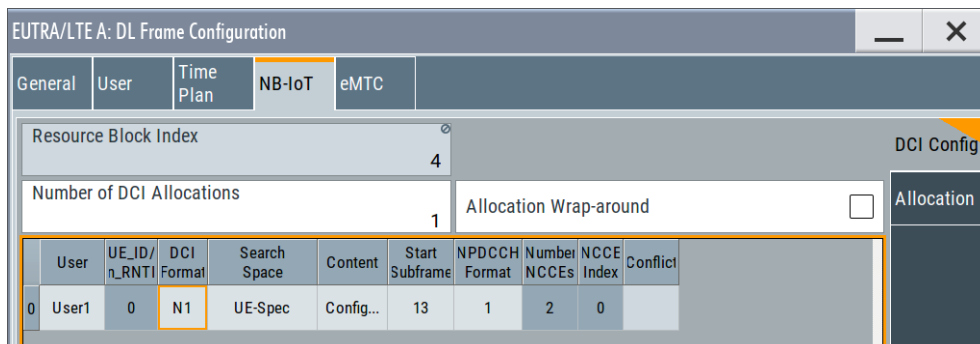 EUTRA/LTE A: DL Frame Configuration
General User Time Plan NB-IoT eMTC
Resource Block Index
4
DCI Config
Number of DCI Allocations
1
Allocation Wrap-around
Allocation
User UE_ID/ n_RNTI DCI Format Search Space Content Start Subframe NPDCCH Format Number NCCEs NCCE Index Conflict
0 User1 0 N1 UE-Spec Config... 13 1 2 0